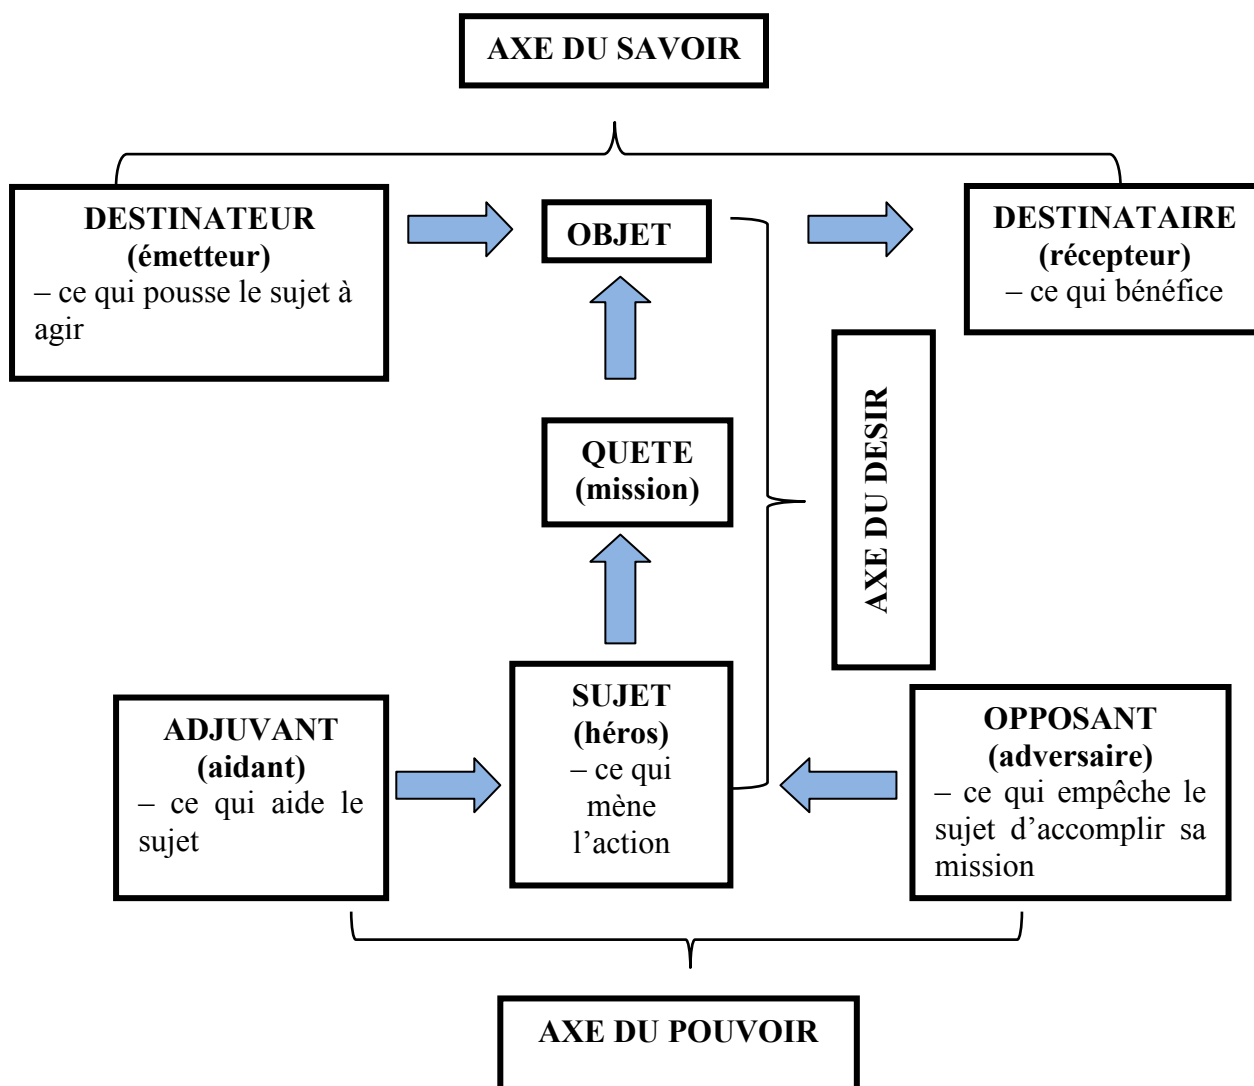 AXE DU SAVOIR
DESTINATEUR
(émetteur)
– ce qui pousse le sujet à
agir
OBJET
DESTINATAIRE
(récepteur)
– ce qui bénéfice
QUETE
(mission)
AXE DU DESIR
ADJUVANT
(aidant)
– ce qui aide le
sujet
SUJET
(héros)
– ce qui
mène
l’action
OPPOSANT
(adversaire)
– ce qui empêche le
sujet d’accomplir sa
mission
AXE DU POUVOIR